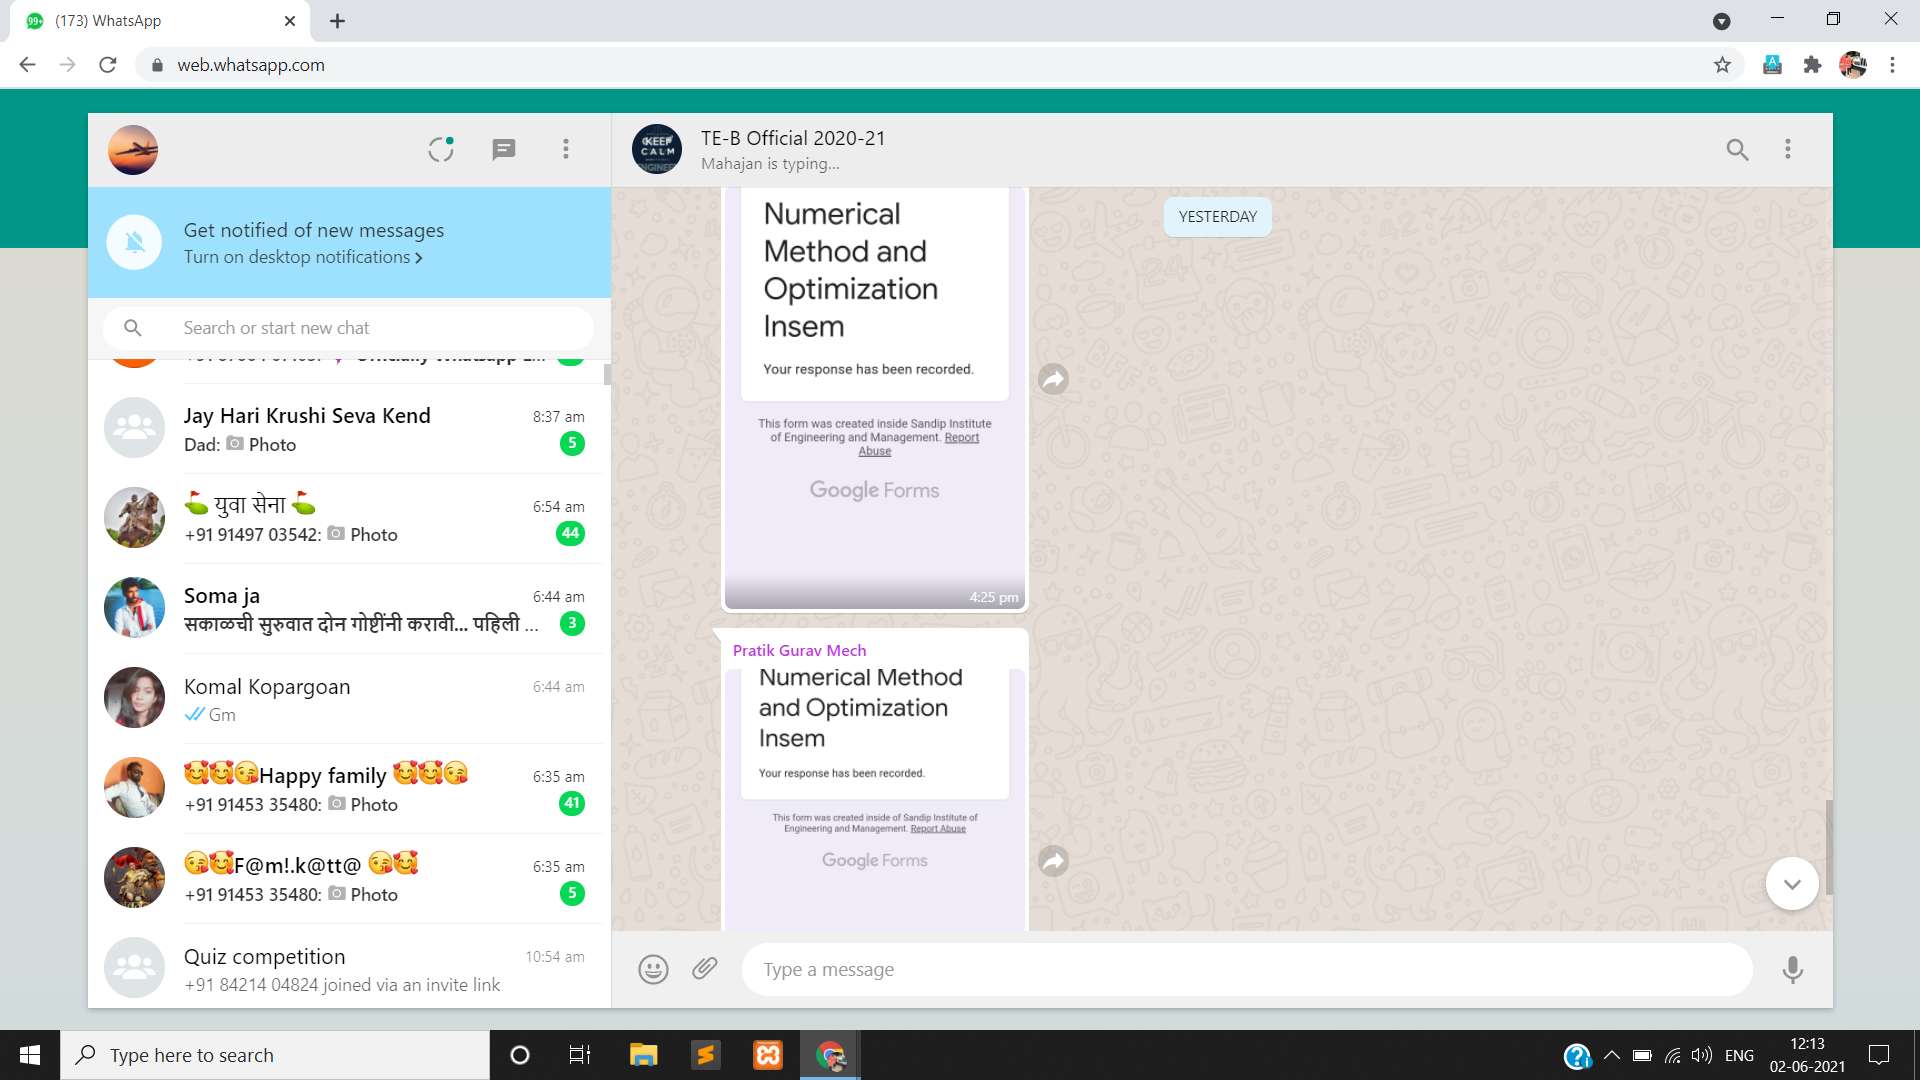 (173) WhatsApp
web.whatsapp.com
TE-B Official 2020-21
Mahajan is typing...
Get notified of new messages
Turn on desktop notifications
Search or start new chat
Jay Hari Krushi Seva Kend
8:37 am
Dad: Photo
5
युवा सेना
6:54 am
+91 91497 03542: Photo
44
Soma ja
6:44 am
सकाळची सुरुवात दोन गोष्टींनी करावी... पहिली ...
3
Komal Kopargoan
6:44 am
Gm
🥰🥰😘Happy family 🥰🥰😘
6:35 am
+91 91453 35480: Photo
41
😘🥰F@m!.k@tt@ 😘🥰
6:35 am
+91 91453 35480: Photo
5
Quiz competition
10:54 am
+91 84214 04824 joined via an invite link
YESTERDAY
Numerical
Method and
Optimization
Insem
Your response has been recorded.
This form was created inside Sandip Institute
of Engineering and Management. Report
Abuse
Google Forms
4:25 pm
Pratik Gurav Mech
Numerical Method
and Optimization
Insem
Your response has been recorded.
This form was created inside of Sandip Institute of
Engineering and Management. Report Abuse
Google Forms
Type a message
Type here to search
ENG
12:13
02-06-2021
99+
KEEP
CALM